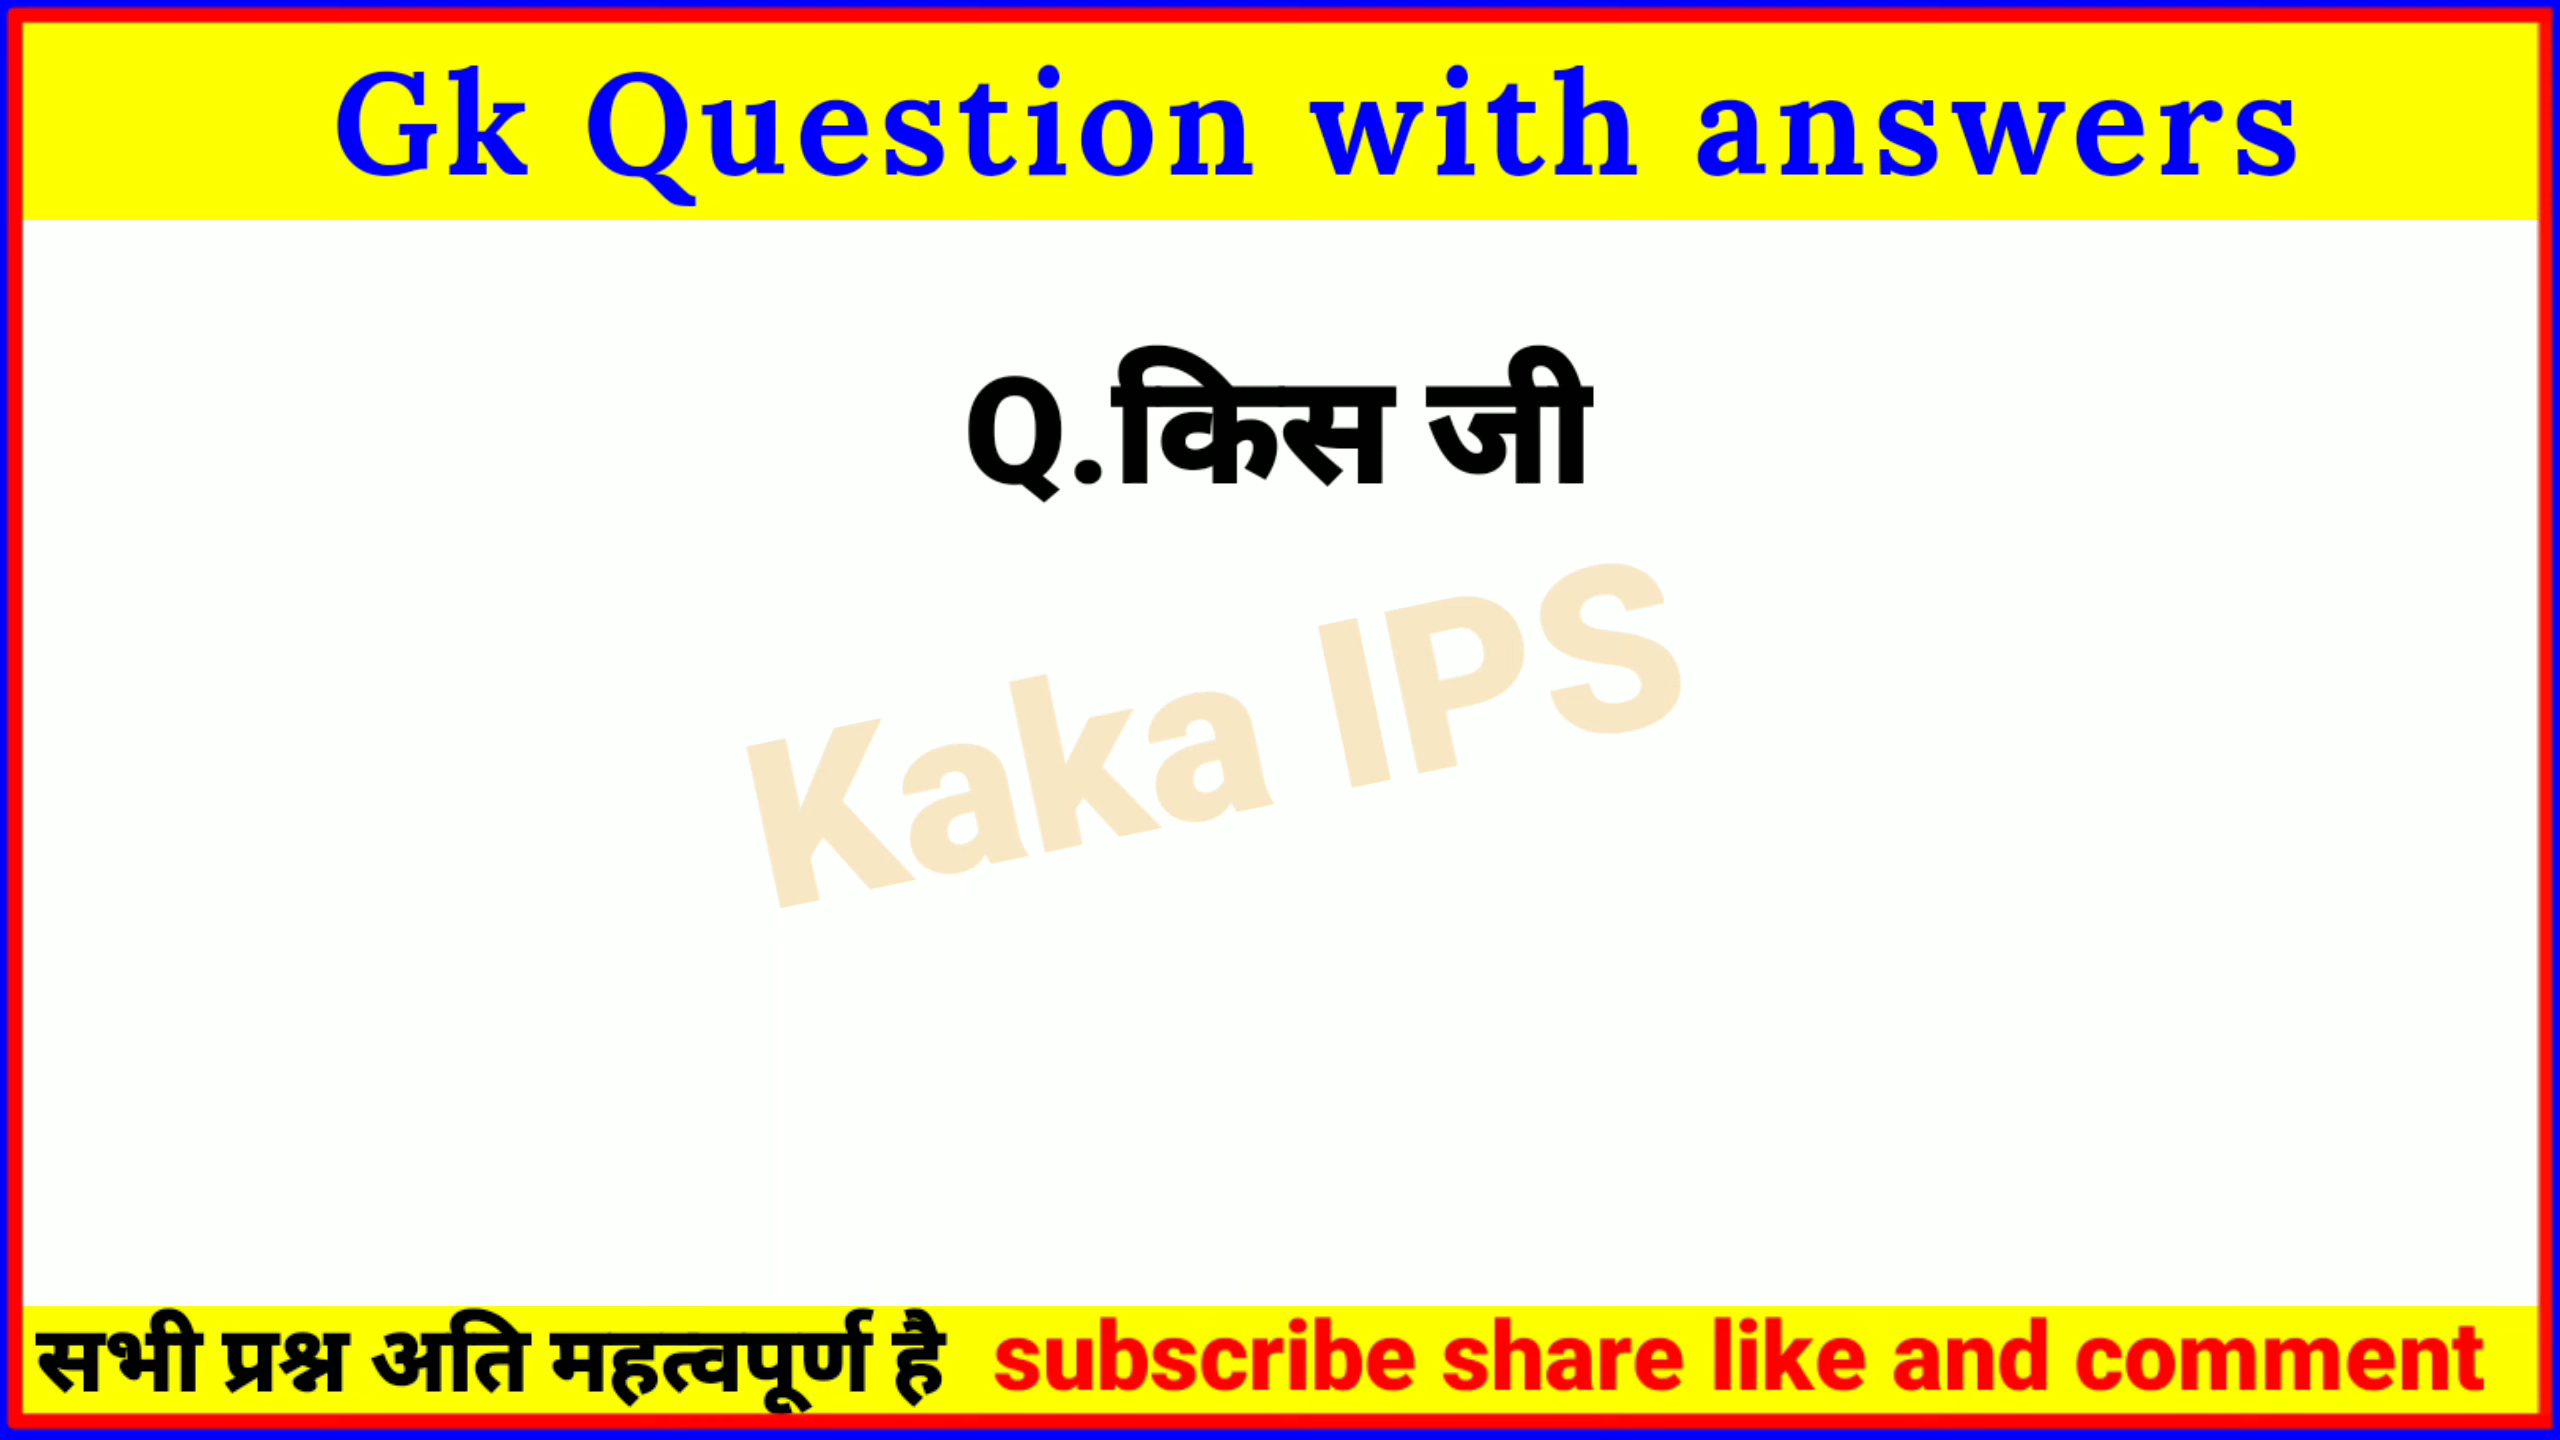 Gk Question with answers
Q.किस जी
Kaka IPS
सभी प्रश्न अति महत्वपूर्ण है subscribe share like and comment